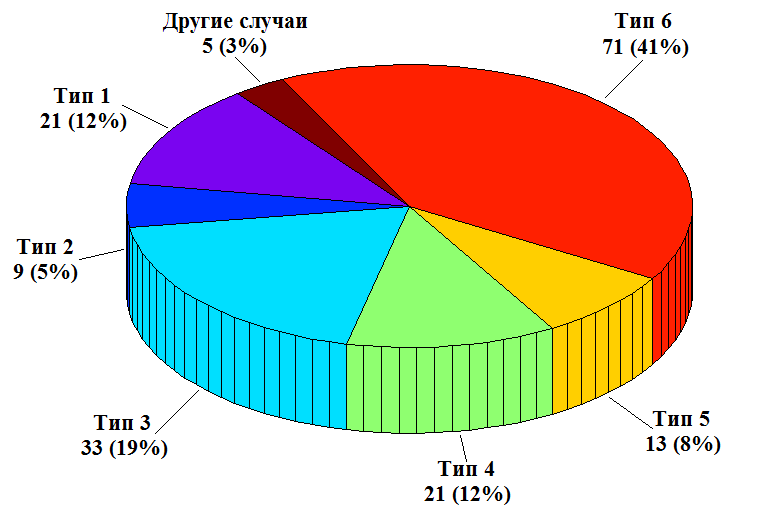 Другие случаи
5 (3%)
Тип 6
71 (41%)
Тип 1
21 (12%)
Тип 2
9 (5%)
Тип 3
33 (19%)
Тип 4
21 (12%)
Тип 5
13 (8%)